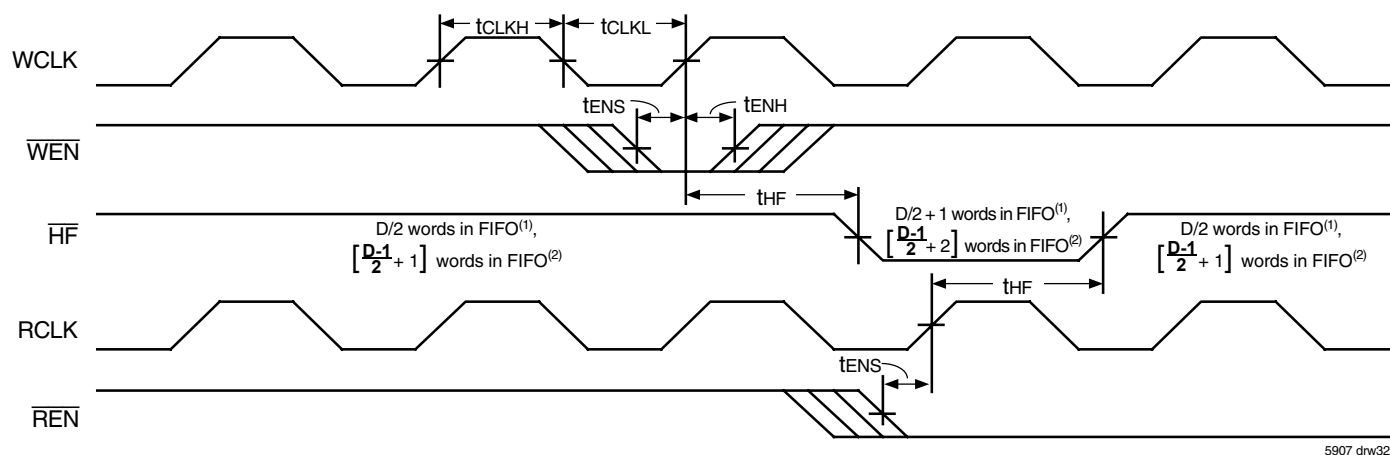 tCLKH tCLKL
WCLK
tENS tENH
WEN
tHF
HF
D/2 words in FIFO(1),
[D-1/2 + 1] words in FIFO(2)
D/2 + 1 words in FIFO(1),
[D-1/2 + 2] words in FIFO(2)
D/2 words in FIFO(1),
[D-1/2 + 1] words in FIFO(2)
tHF
RCLK
tENS
REN
5907 drw32